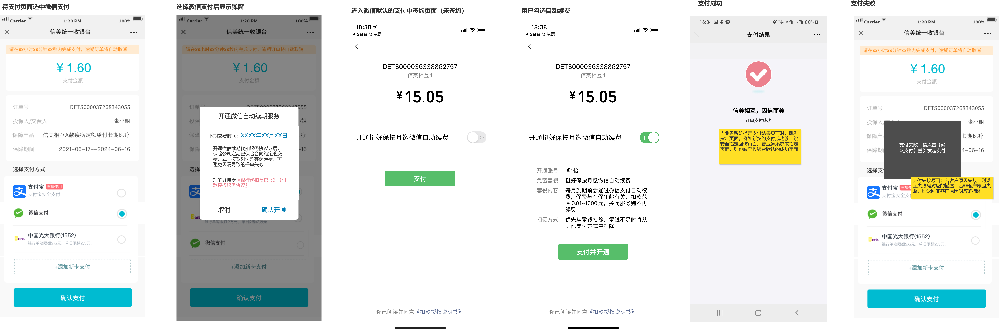 待支付页面选中微信支付
Carrier
1:20 PM
100%
信美统一收银台
请在xx小时xx分钟xx秒内完成支付，逾期订单将自动取消
¥ 1.60
支付金额
订单号 DETS000037268343055
投保人/交费人 张小姐
保障产品 信美相互A款疾病定额给付长期医疗
保障期间 2021-06-17--2024-06-16
选择支付方式
支付宝 推荐使用
支付宝安全支付
微信支付
Bank 中国光大银行(1552)
银行单笔限额2万元，单日限额2万元。
+添加新卡支付
确认支付
选择微信支付后显示弹窗
Carrier
1:20 PM
100%
信美统一收银台
请在xx小时xx分钟xx秒内完成支付，逾期订单将自动取消
¥ 1.60
支付金额
订单号 DETS000037268343055
开通微信自动续期服务
下期交费时间：XXXX年XX月XX日
开通微信续期代扣服务协议以后，
保险公司定期已保险合同约定的交
费方式，按期划付割弃保险费，可
避免因漏导致的保单失效
理解并接受《银行代扣授权书》《付
款授权服务协议》
取消 确认开通
投保 小姐
保障 医疗
保障 -16
选择
Bank
银行单笔限额2万元，单日限额2万元。
微信支付
+添加新卡支付
确认支付
进入微信默认的支付中签约页面（未签约）
18:38
Safari浏览器
DETS000036338862757
信美相互1
¥15.05
开通挺好保按月缴微信自动续费
支付
你已阅读并同意《扣款授权说明书》
用户勾选自动续费
18:38
Safari浏览器
DETS000036338862757
信美相互1
¥15.05
开通挺好保按月缴微信自动续费
开通账号 闫*怡
免密套餐 挺好保按月缴微信自动续费
套餐内容 每月到期前会通过微信支付自动续
费，保费与社保年龄有关，扣款范
围0.01~1000元，关闭服务则不再
续费。
扣费方式 优先从零钱扣除，零钱不足时将从
其他支付方式中扣除
支付并开通
你已阅读并同意《扣款授权说明书》
支付成功
16:34
HD 5G HD 4G 80%
支付结果
信美相互，因信而美
订单支付成功
当业务系统指定支付结果页面时，跳到
指定页面，例如新契约支付成功够，跳
转至指定回访页面。若业务系统未指定
页面，则跳转至收银台默认的成功页面
支付失败
Carrier
1:20 PM
100%
信美统一收银台
请在xx小时xx分钟xx秒内完成支付，逾期订单将自动取消
¥ 1.60
支付金额
订单号 DETS000037268343055
投保人/ 张小姐
保障产品 长期医疗
保障期间 4-06-16
支付失败，请点击【确
认支付】重新发起支付
选择支
支付失败原因：若客户原因失败，则返
回失败码对应的描述；若非客户原因失
败，则返回非客户原因对应的描述
支付宝 推荐使
支付宝安全支付
微信支付
Bank 中国光大银行(1552)
银行单笔限额2万元，单日限额2万元。
+添加新卡支付
确认支付